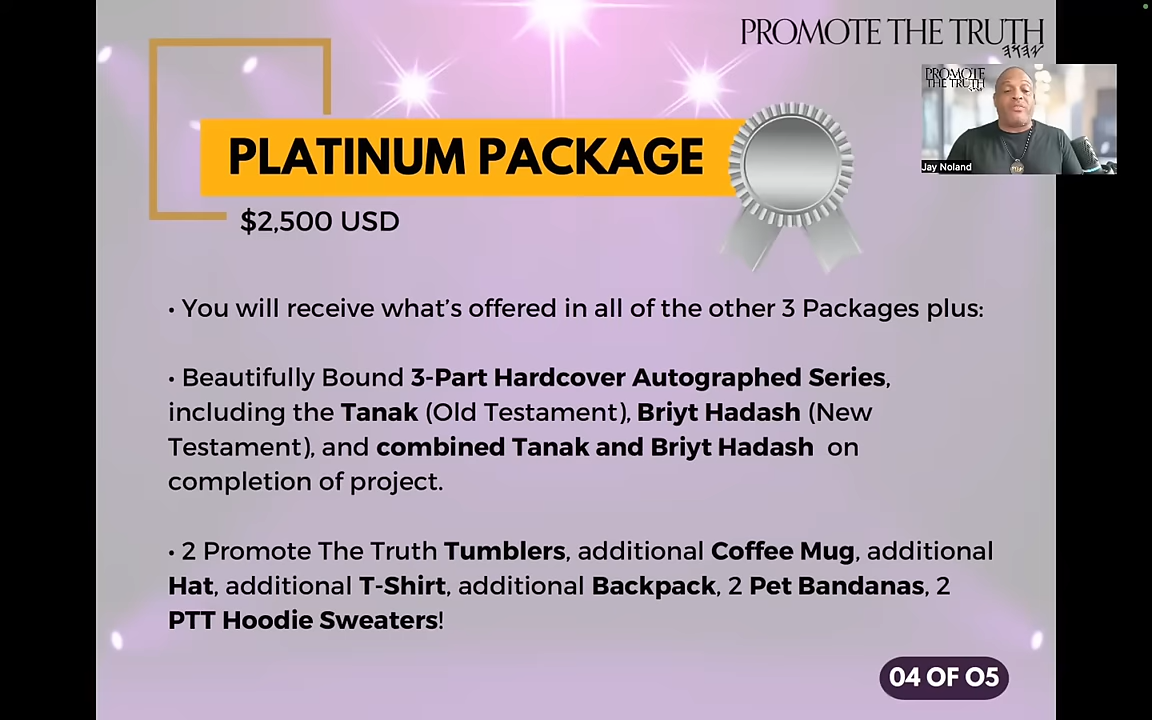 PROMOTE THE TRUTH
PROMOTE
THE TRUTH
Jay Noland
PLATINUM PACKAGE
$2,500 USD
• You will receive what's offered in all of the other 3 Packages plus:
• Beautifully Bound 3-Part Hardcover Autographed Series,
including the Tanak (Old Testament), Briyt Hadash (New
Testament), and combined Tanak and Briyt Hadash on
completion of project.
• 2 Promote The Truth Tumblers, additional Coffee Mug, additional
Hat, additional T-Shirt, additional Backpack, 2 Pet Bandanas, 2
PTT Hoodie Sweaters!
04 OF 05